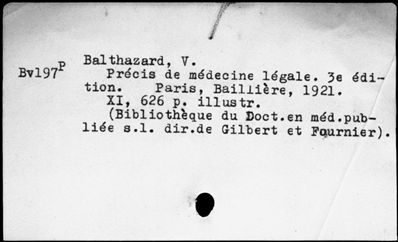 Balthazard, V.
Bv197p
Précis de médecine légale. 3e édi-
tion. Paris, Baillière, 1921.
XI, 626 p. illustr.
(Bibliothèque du Doct.en méd.pub-
liée s.l. dir.de Gilbert et Fournier).